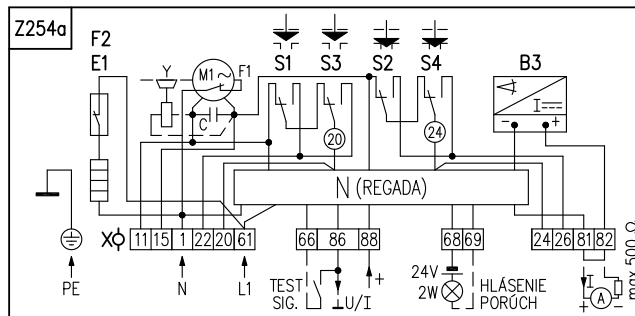 Z254a
F2
E1
Y
M1
F1
C
S1
S3
S2
S4
B3
I
- +
20
24
N (REGADA)
X
11 15 1 22 20 61
66 86 88
68 69
24 26 81 82
PE
N
L1
TEST
SIG.
U/I
+
24V
2W
HLÁSENIE
PORÚCH
I
A
+ -
max 500 Ω